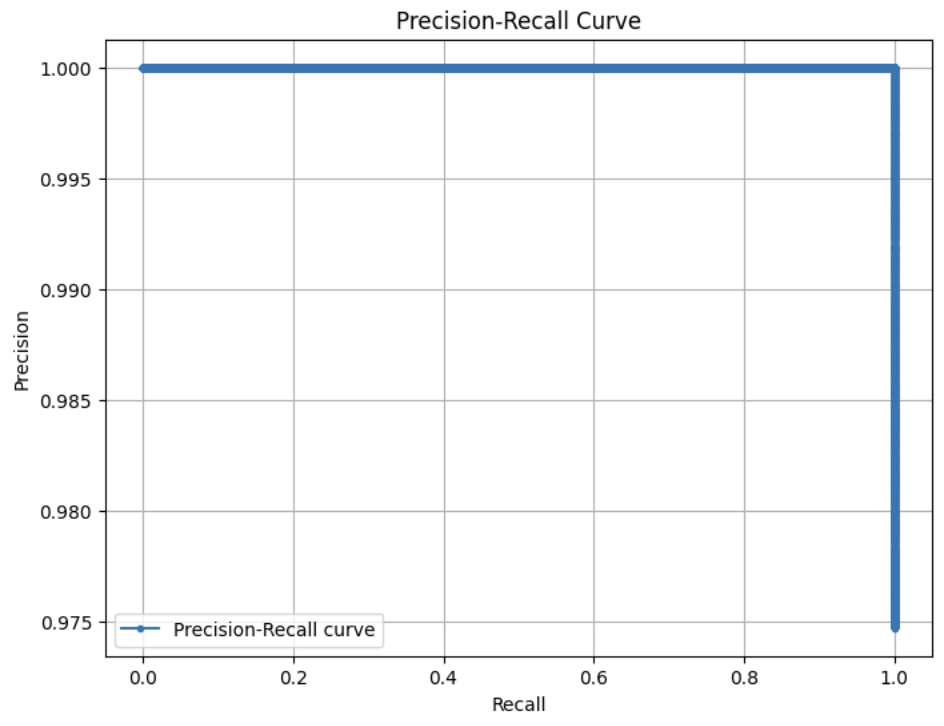 Precision-Recall Curve
1.000
0.995
0.990
0.985
0.980
0.975
Precision
Precision-Recall curve
0.0 0.2 0.4 0.6 0.8 1.0
Recall